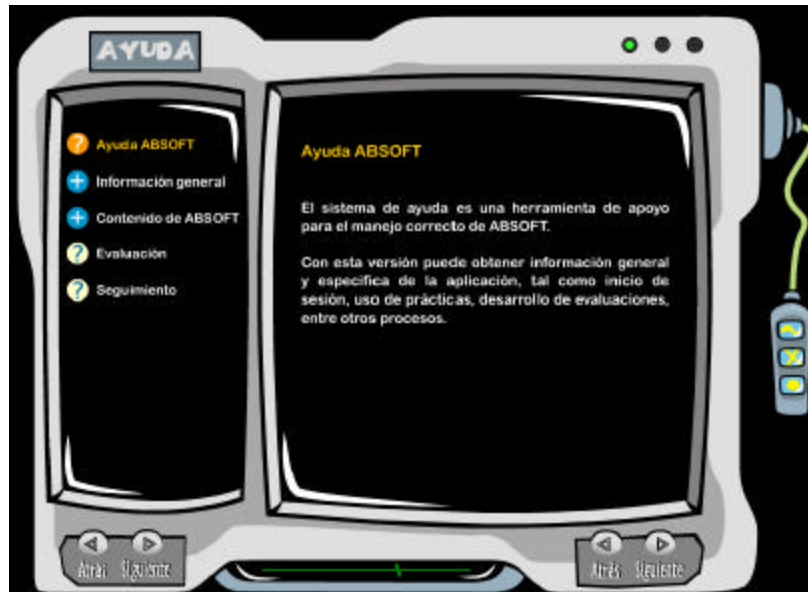 AYUDA
Ayuda ABSOFT
Información general
Contenido de ABSOFT
Evaluación
Seguimiento
Ayuda ABSOFT
El sistema de ayuda es una herramienta de apoyo
para el manejo correcto de ABSOFT.
Con esta versión puede obtener información general
y especifica de la aplicación, tal como inicio de
sesión, uso de prácticas, desarrollo de evaluaciones,
entre otros procesos.
Atrás Siguiente
Atrás Siguiente